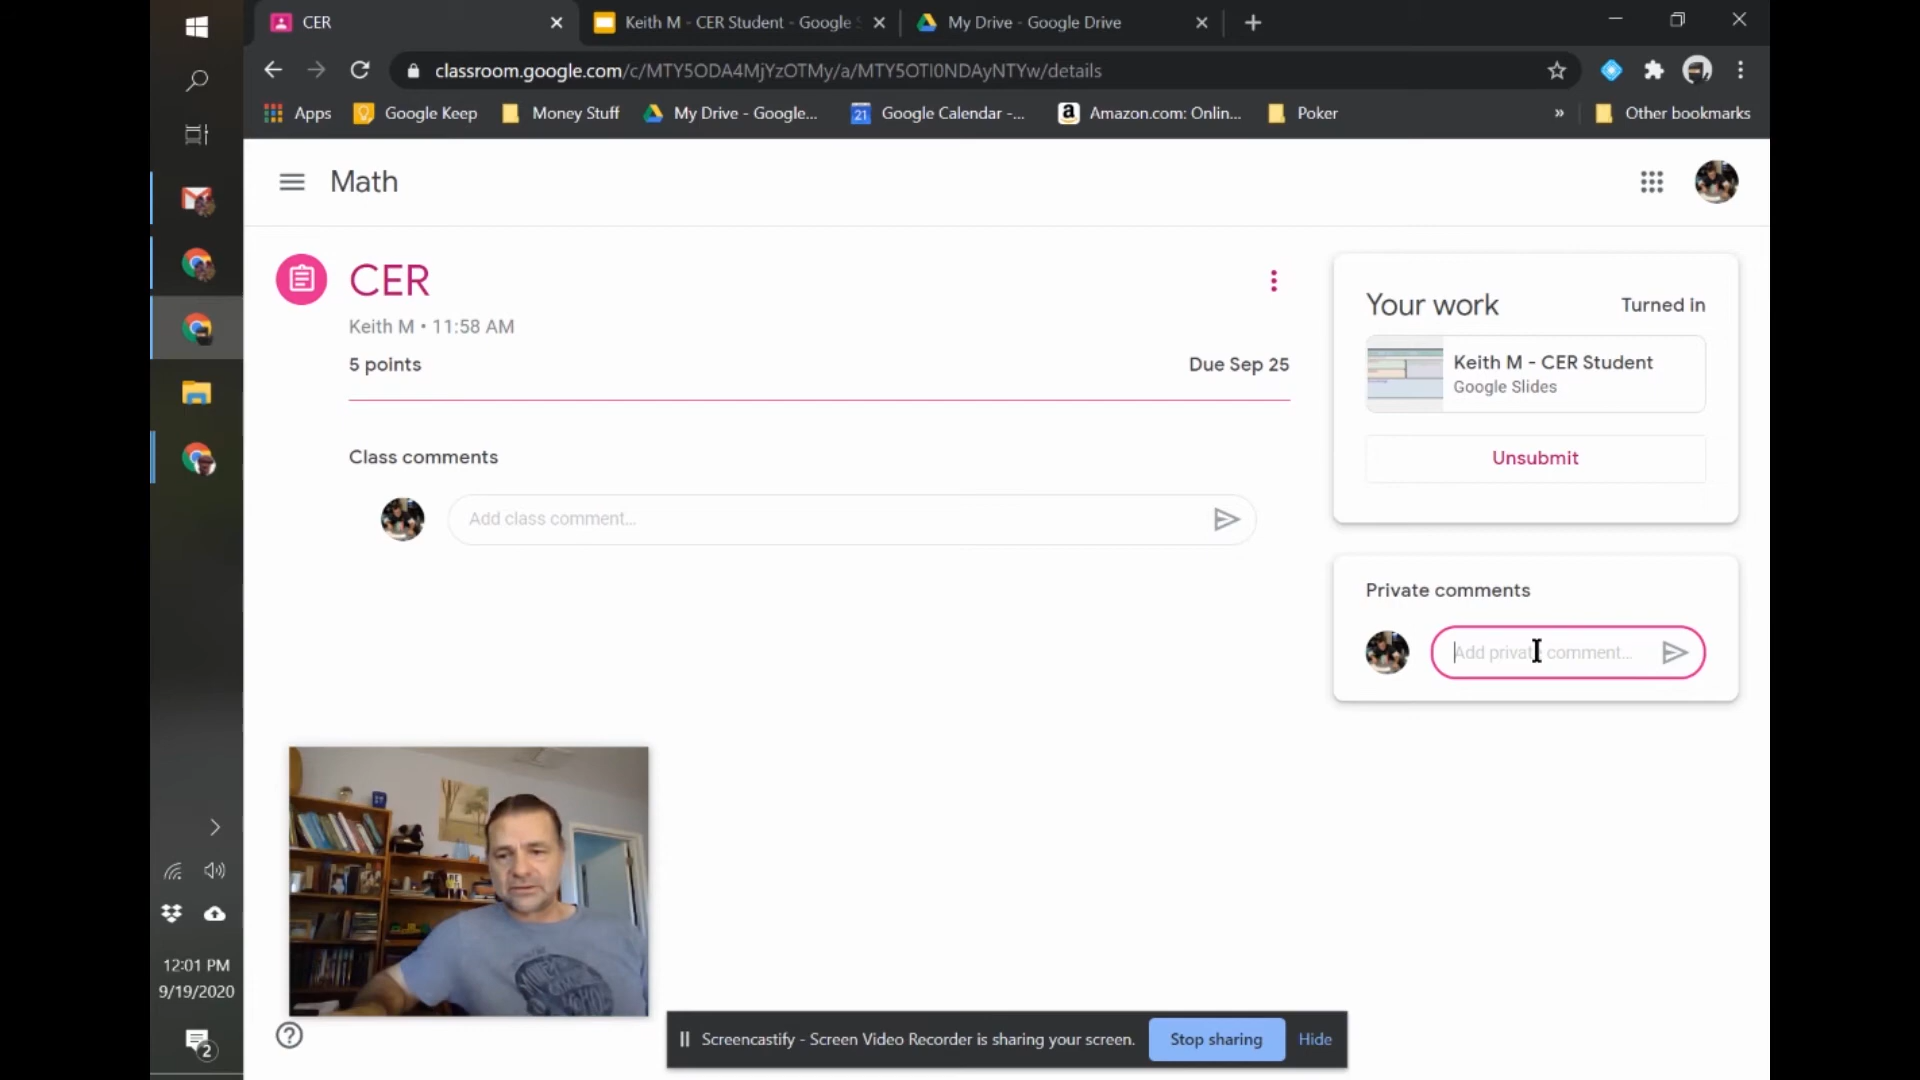 CER
Keith M - CER Student - Google S
My Drive - Google Drive
classroom.google.com/c/MTY5ODA4MjYzOTMy/a/MTY5OTI0NDAyNTYw/details
Apps
Google Keep
Money Stuff
My Drive - Google...
21
Google Calendar -...
a
Amazon.com: Onlin...
Poker
»
Other bookmarks
Math
CER
Keith M • 11:58 AM
5 points
Due Sep 25
Class comments
Add class comment...
Your work
Turned in
Keith M - CER Student
Google Slides
Unsubmit
Private comments
Add private comment...
12:01 PM
9/19/2020
2
Screencastify - Screen Video Recorder is sharing your screen.
Stop sharing
Hide